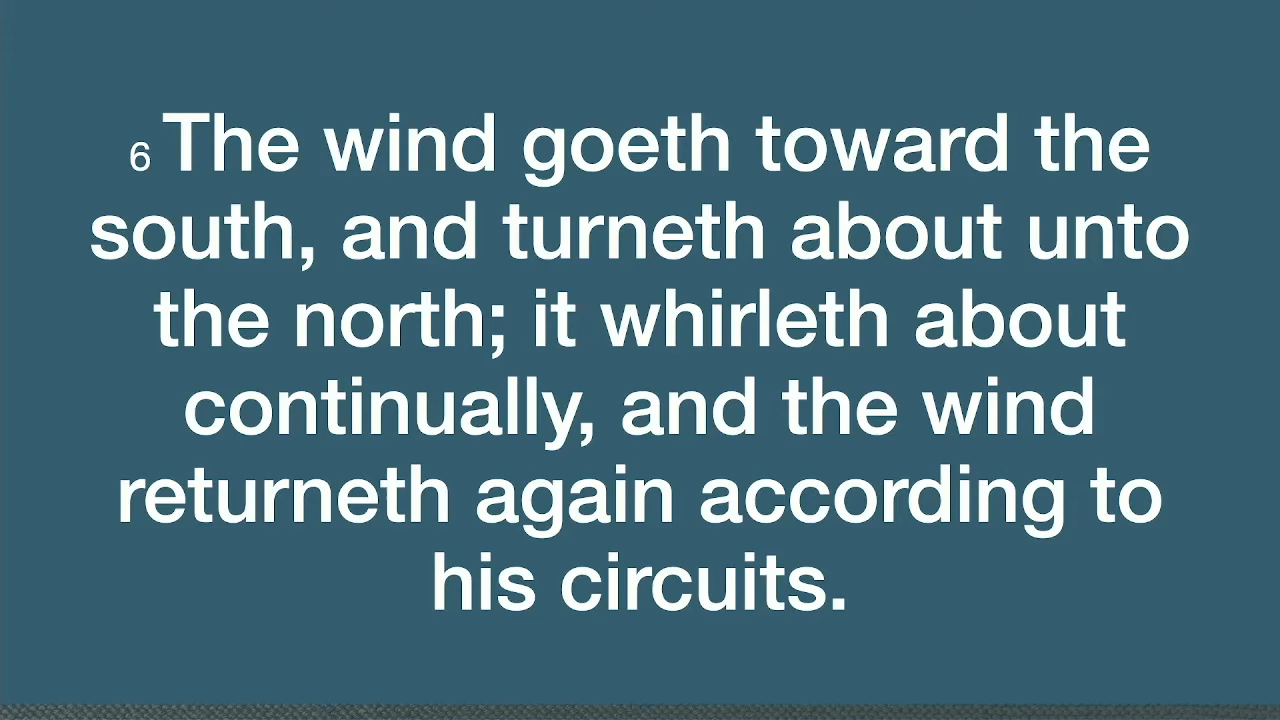 6 The wind goeth toward the
south, and turneth about unto
the north; it whirleth about
continually, and the wind
returneth again according to
his circuits.